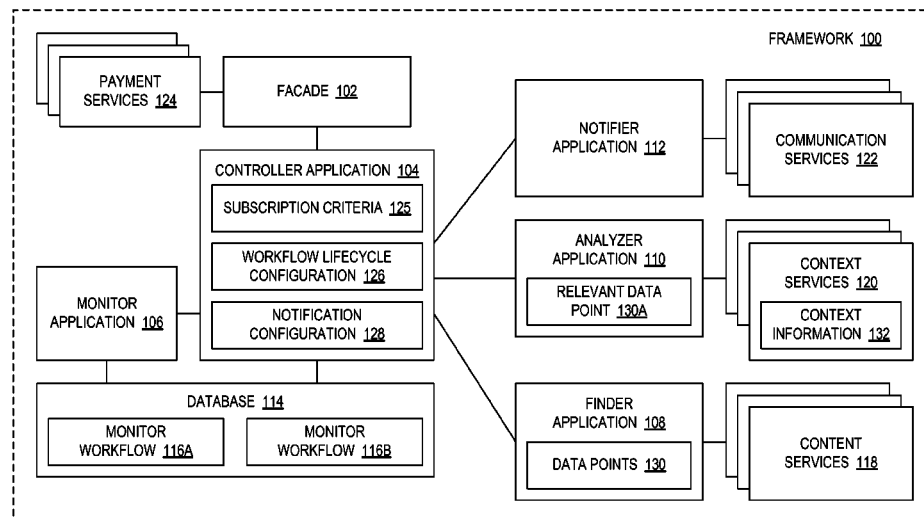 FRAMEWORK 100
PAYMENT
SERVICES 124
FACADE 102
CONTROLLER APPLICATION 104
SUBSCRIPTION CRITERIA 125
WORKFLOW LIFECYCLE
CONFIGURATION 126
NOTIFICATION
CONFIGURATION 128
MONITOR
APPLICATION 106
DATABASE 114
MONITOR
WORKFLOW 116A
MONITOR
WORKFLOW 116B
NOTIFIER
APPLICATION 112
COMMUNICATION
SERVICES 122
ANALYZER
APPLICATION 110
RELEVANT DATA
POINT 130A
CONTEXT
SERVICES 120
CONTEXT
INFORMATION 132
FINDER
APPLICATION 108
DATA POINTS 130
CONTENT
SERVICES 118